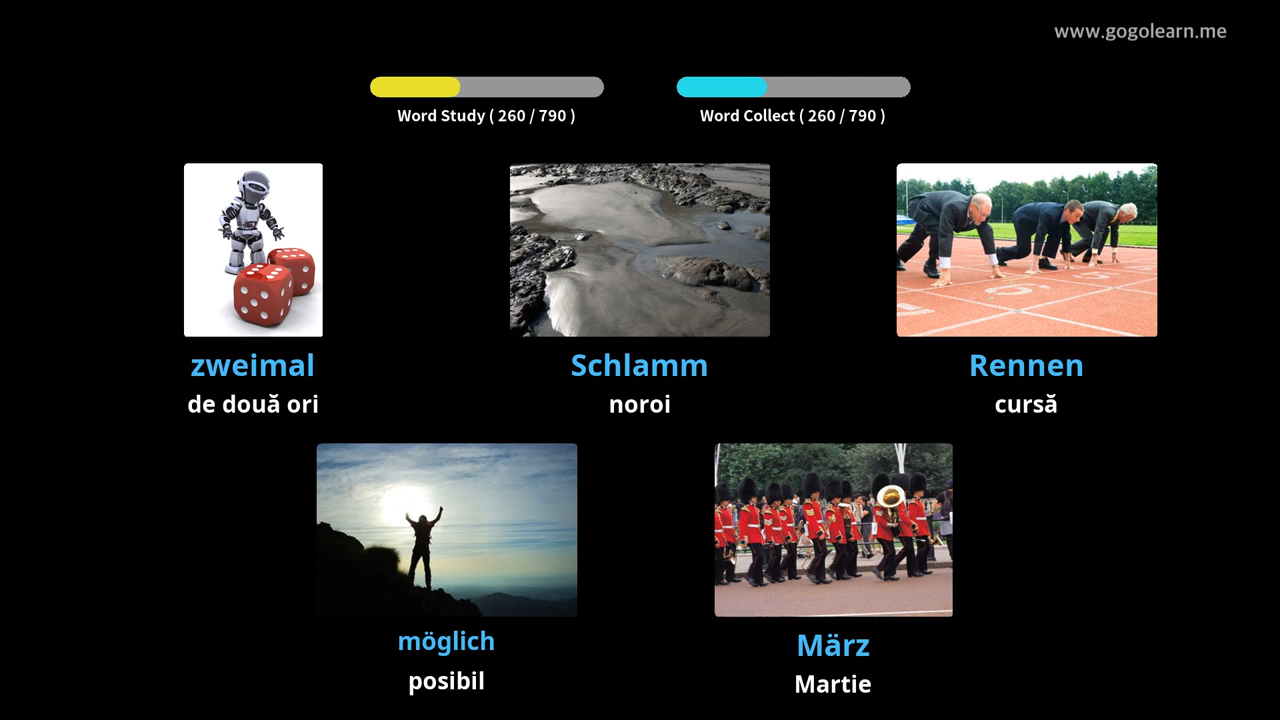 www.gogolearn.me
Word Study ( 260 / 790 )
Word Collect ( 260 / 790 )
zweimal
de două ori
Schlamm
noroi
Rennen
cursă
möglich
posibil
März
Martie